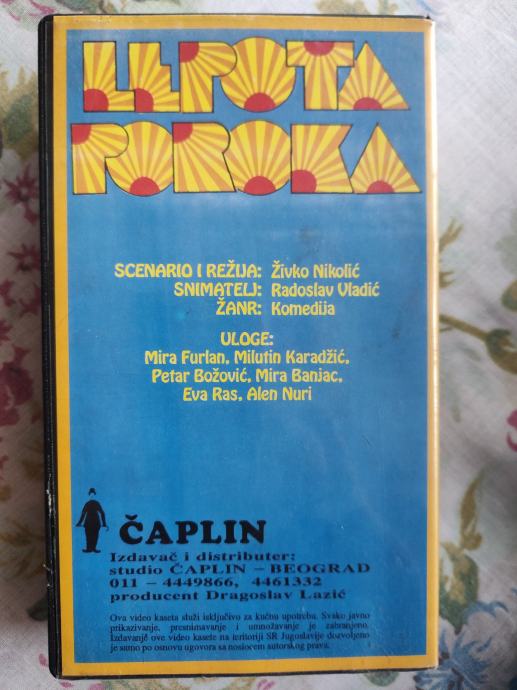 LEPOTA
POROKA
SCENARIO I REŽIJA: Živko Nikolić
SNIMATELJ: Radoslav Vladić
ŽANR: Komedija
ULOGE:
Mira Furlan, Milutin Karadžić,
Petar Božović, Mira Banjac,
Eva Ras, Alen Nuri
ČAPLIN
Izdavač i distributer:
studio ČAPLIN – BEOGRAD
011 – 4449866, 4461332
producent Dragoslav Lazić
Ova video kaseta služi isključivo za kućnu upotrebu. Svako javno
prikazivanje, presnimavanje i umnožavanje je zabranjeno.
Izdavanje ove video kasete na teritoriji SR Jugoslavije dozvoljeno
je samo po osnovu ugovora sa nosiocem autorskog prava.